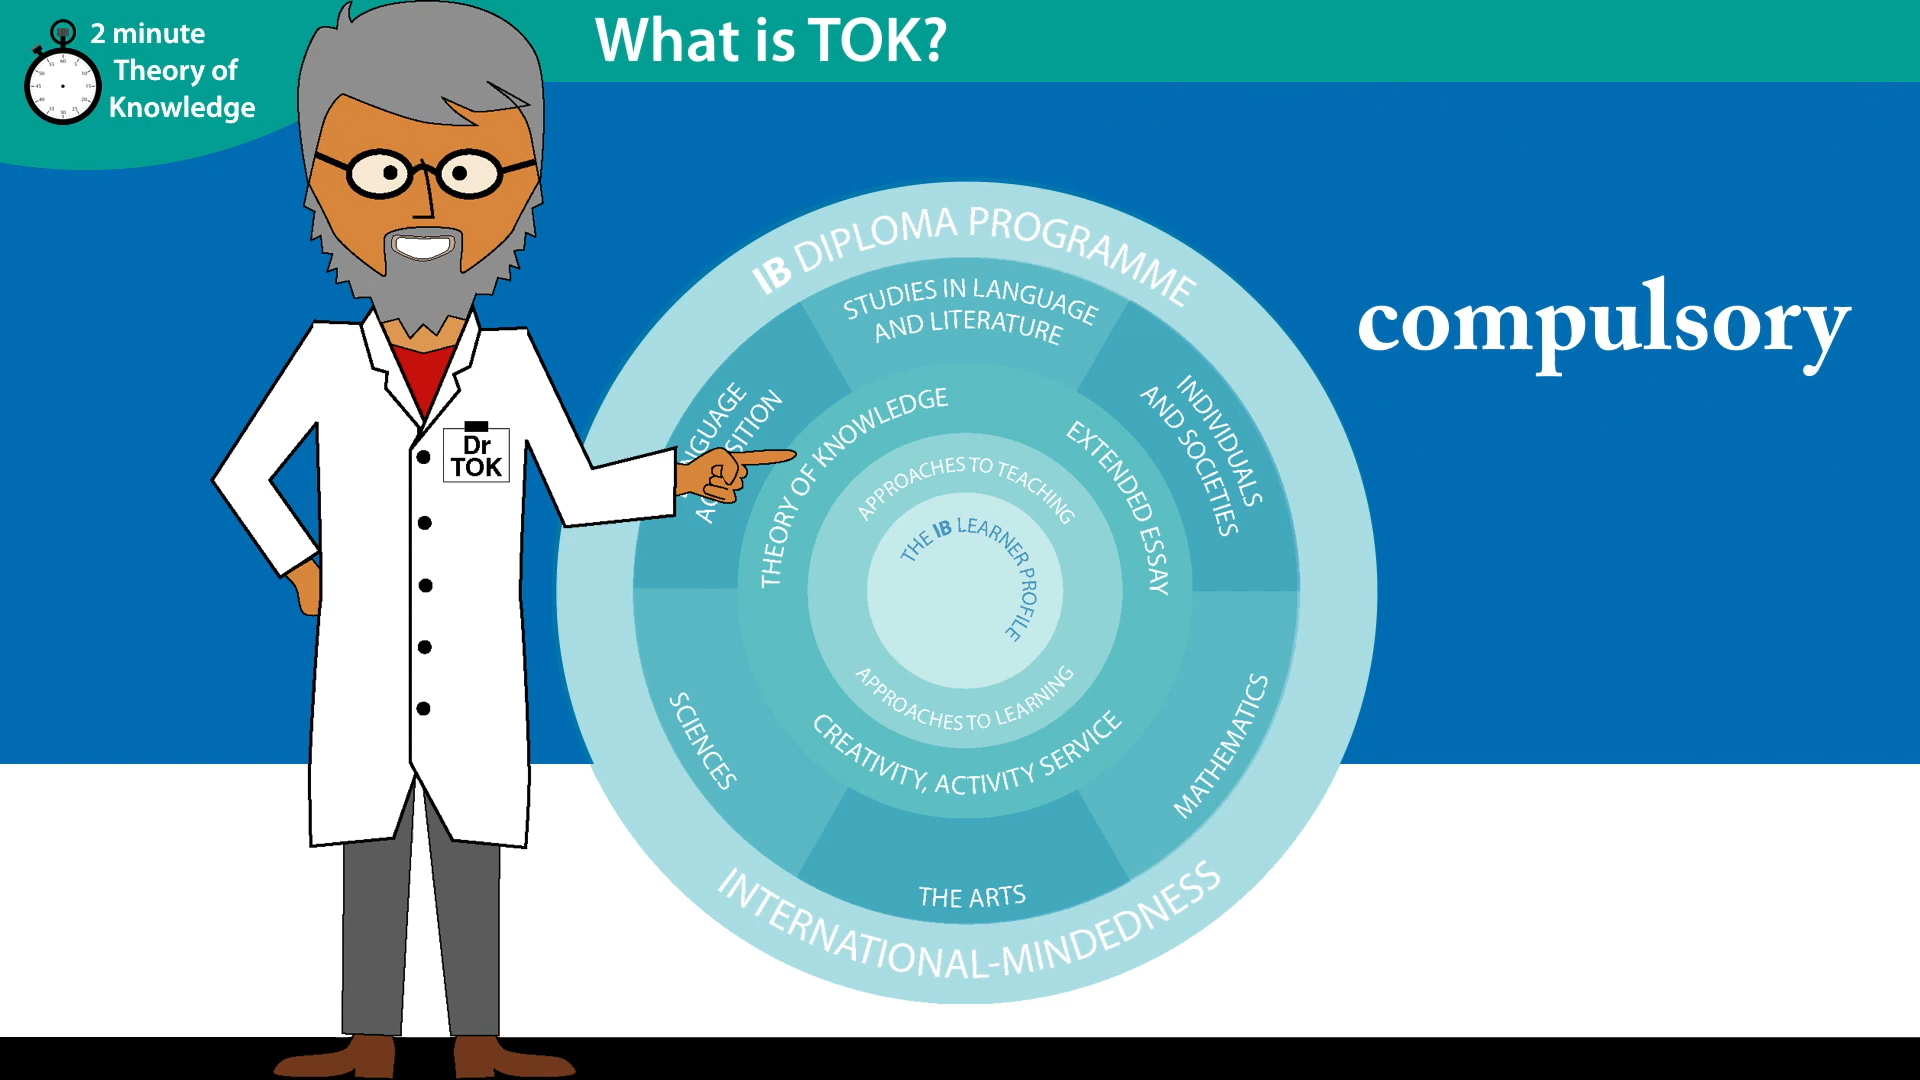 2 minute
Theory of
Knowledge
What is TOK?
compulsory
Dr
TOK
IB DIPLOMA PROGRAMME
STUDIES IN LANGUAGE
AND LITERATURE
INDIVIDUALS
AND SOCIETIES
MATHEMATICS
THE ARTS
SCIENCES
THEORY OF KNOWLEDGE
EXTENDED ESSAY
CREATIVITY, ACTIVITY SERVICE
APPROACHES TO TEACHING
APPROACHES TO LEARNING
THE IB LEARNER PROFILE
INTERNATIONAL-MINDEDNESS